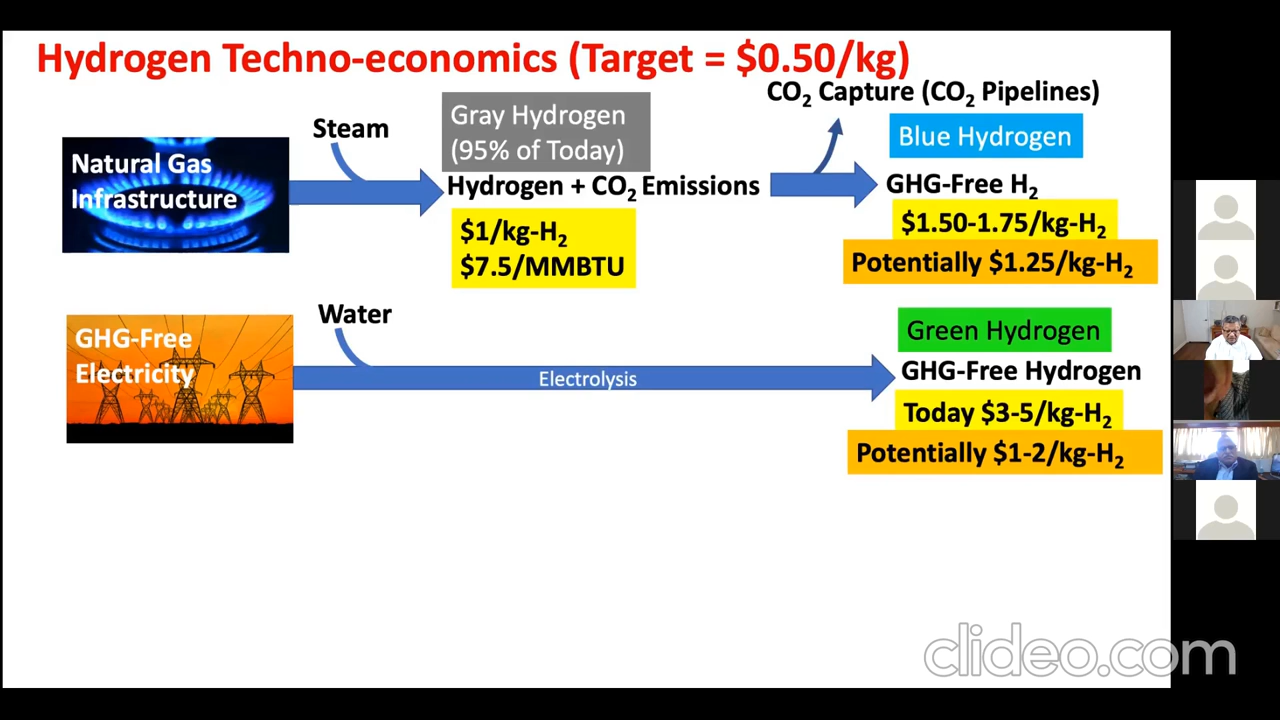 Hydrogen Techno-economics (Target = $0.50/kg)
CO₂ Capture (CO₂ Pipelines)
Steam
Gray Hydrogen
(95% of Today)
Blue Hydrogen
Natural Gas
Infrastructure
Hydrogen + CO₂ Emissions
GHG-Free H₂
$1/kg-H₂
$7.5/MMBTU
$1.50-1.75/kg-H₂
Potentially $1.25/kg-H₂
Water
GHG-Free
Electricity
Electrolysis
Green Hydrogen
GHG-Free Hydrogen
Today $3-5/kg-H₂
Potentially $1-2/kg-H₂
clideo.com